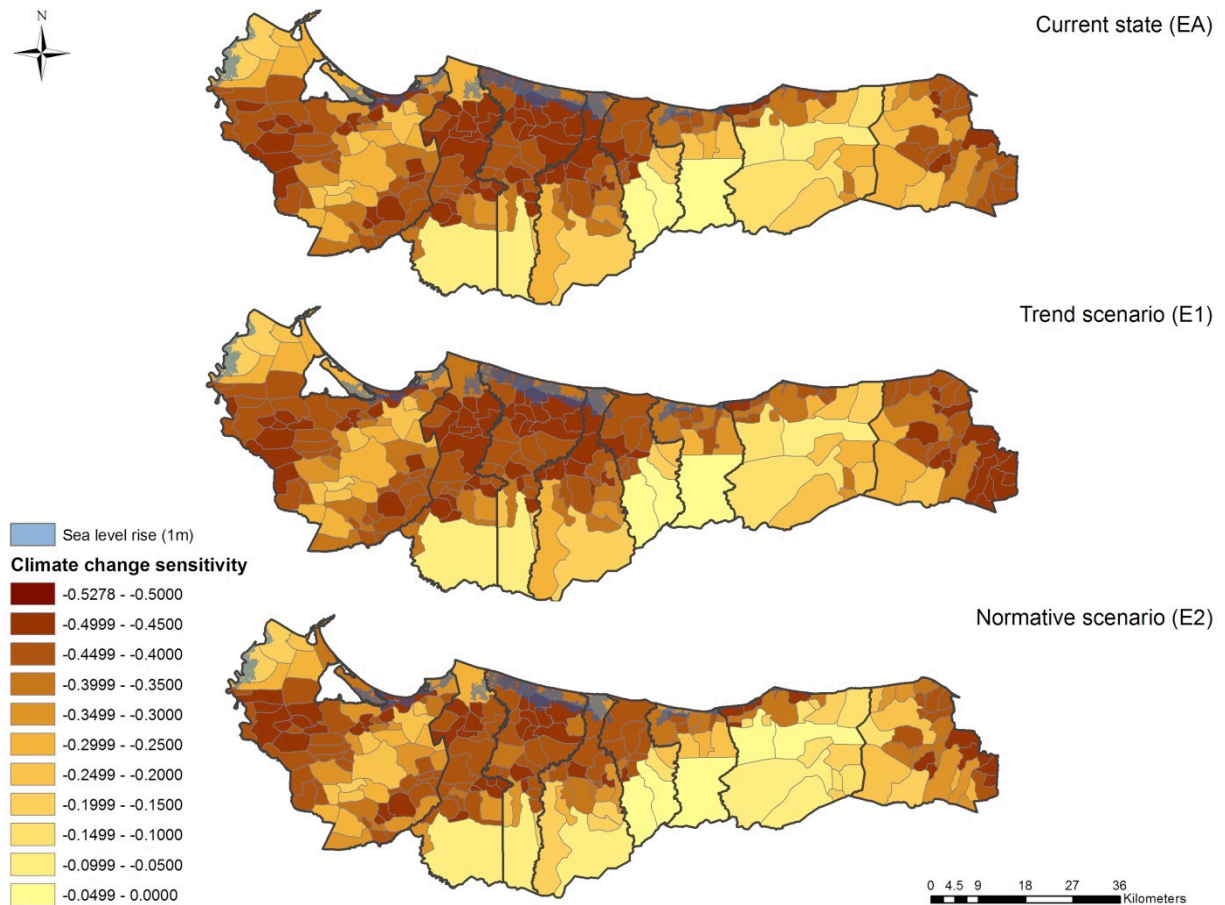 N
Current state (EA)
Trend scenario (E1)
Sea level rise (1m)
Climate change sensitivity
-0.5278 - -0.5000
-0.4999 - -0.4500
-0.4499 - -0.4000
-0.3999 - -0.3500
-0.3499 - -0.3000
-0.2999 - -0.2500
-0.2499 - -0.2000
-0.1999 - -0.1500
-0.1499 - -0.1000
-0.0999 - -0.0500
-0.0499 - 0.0000
Normative scenario (E2)
0 4.5 9 18 27 36
Kilometers